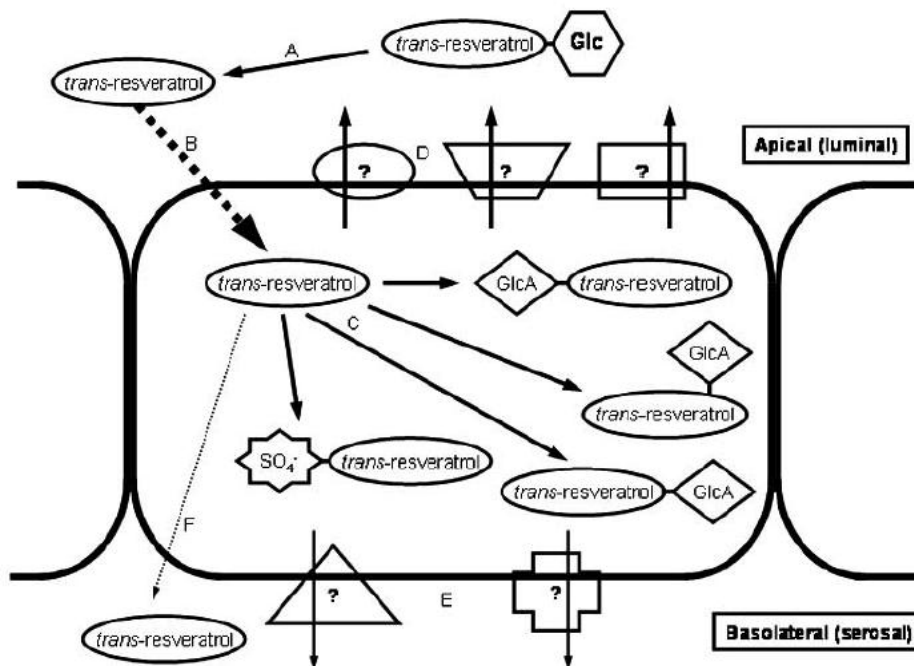 A
trans-resveratrol
Glc
trans-resveratrol
B
D
?
?
?
Apical (luminal)
trans-resveratrol
GlcA
trans-resveratrol
C
GlcA
trans-resveratrol
SO4-
trans-resveratrol
trans-resveratrol
GlcA
F
?
E
?
trans-resveratrol
Basolateral (serosal)